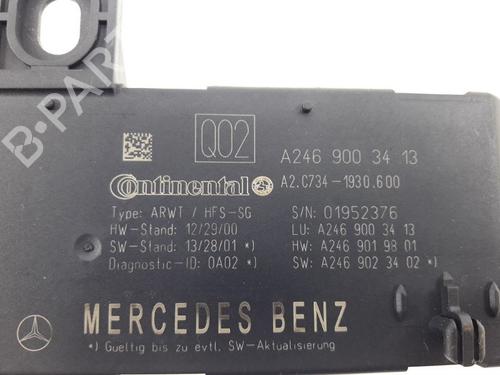 Q02
A246 900 34 13
Continental
A2.C734-1930.600
Type: ARWT / HFS-SG
S/N: 01952376
HW-Stand: 12/29/00
LU: A246 900 34 13
SW-Stand: 13/28/01 *)
HW: A246 901 98 01
Diagnostic-ID: 0A02 *)
SW: A246 902 34 02 *)
MERCEDES BENZ
*) Gueltig bis zu evtl. SW-Aktualisierung
B-PARTS